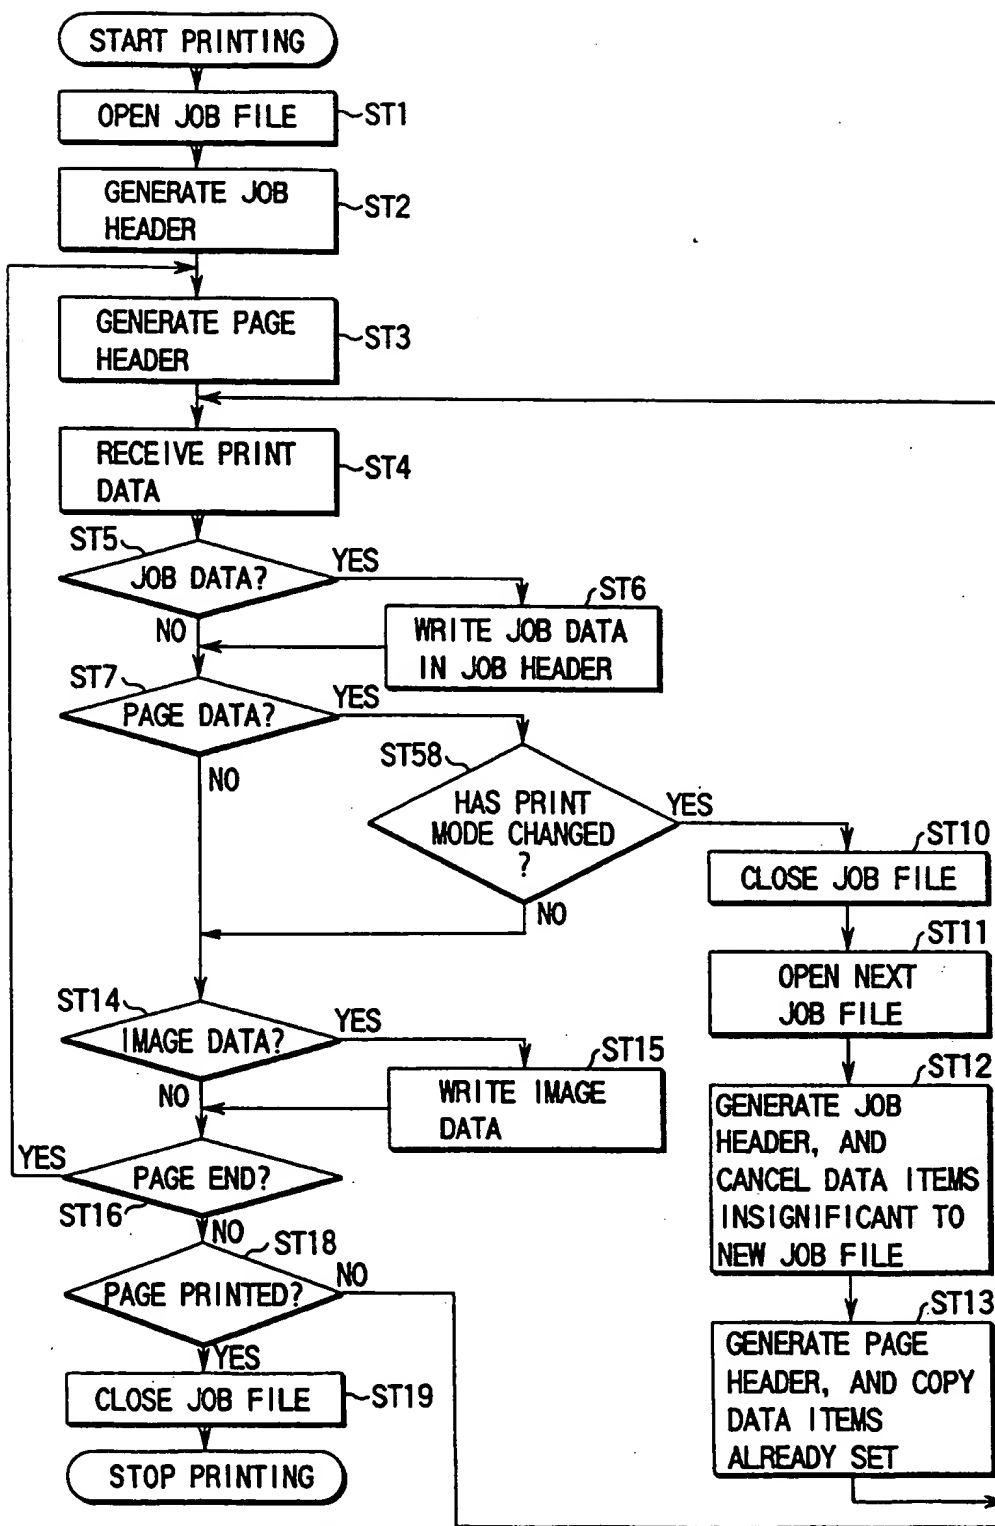 START PRINTING
OPEN JOB FILE
ST1
GENERATE JOB
HEADER
ST2
GENERATE PAGE
HEADER
ST3
RECEIVE PRINT
DATA
ST4
ST5
JOB DATA?
YES
NO
ST6
WRITE JOB DATA
IN JOB HEADER
ST7
PAGE DATA?
YES
NO
ST58
HAS PRINT
MODE CHANGED
?
YES
NO
ST10
CLOSE JOB FILE
ST11
OPEN NEXT
JOB FILE
ST12
GENERATE JOB
HEADER, AND
CANCEL DATA ITEMS
INSIGNIFICANT TO
NEW JOB FILE
ST13
GENERATE PAGE
HEADER, AND COPY
DATA ITEMS
ALREADY SET
ST14
IMAGE DATA?
YES
NO
ST15
WRITE IMAGE
DATA
YES
PAGE END?
ST16
NO
ST18
PAGE PRINTED?
NO
YES
CLOSE JOB FILE
ST19
STOP PRINTING